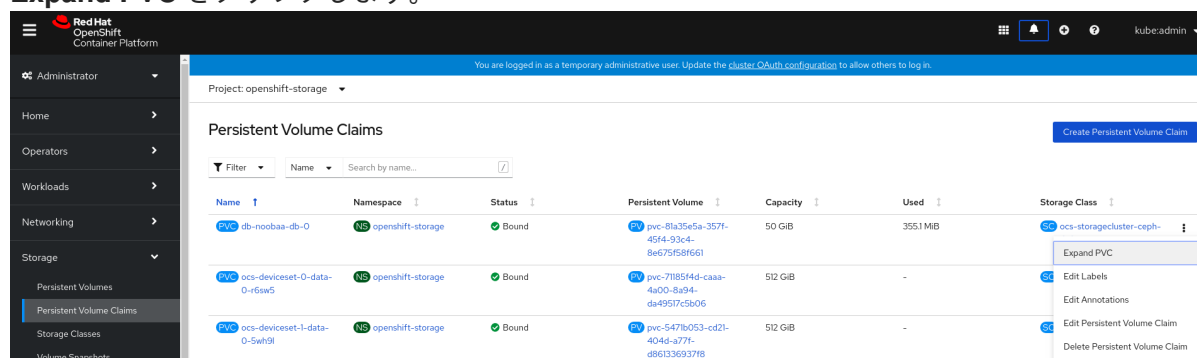 Expand PVC をクリックします。
Red Hat
OpenShift
Container Platform
kube:admin
You are logged in as a temporary administrative user. Update the cluster OAuth configuration to allow others to log in.
Administrator
Project: openshift-storage
Home
Persistent Volume Claims
Create Persistent Volume Claim
Operators
Filter Name Search by name... /
Workloads
Name Namespace Status Persistent Volume Capacity Used Storage Class
Networking
PVC db-noobaa-db-0 NS openshift-storage Bound PV pvc-81a35e5a-357f- 50 GiB 355.1 MiB SC ocs-storagecluster-ceph-
45f4-93c4-
8e675f58f661
Storage
Expand PVC
Persistent Volumes
PVC ocs-deviceset-0-data- NS openshift-storage Bound PV pvc-71185f4d-caaa- 512 GiB - SC Edit Labels
0-r6sw5 4a00-8a94-
da49517c5b06
Persistent Volume Claims
Edit Annotations
Storage Classes
PVC ocs-deviceset-1-data- NS openshift-storage Bound PV pvc-5471b053-cd21- 512 GiB - SC Edit Persistent Volume Claim
0-5wh9l 404d-a77f-
d861336937f8
Volume Snapshots
Delete Persistent Volume Claim